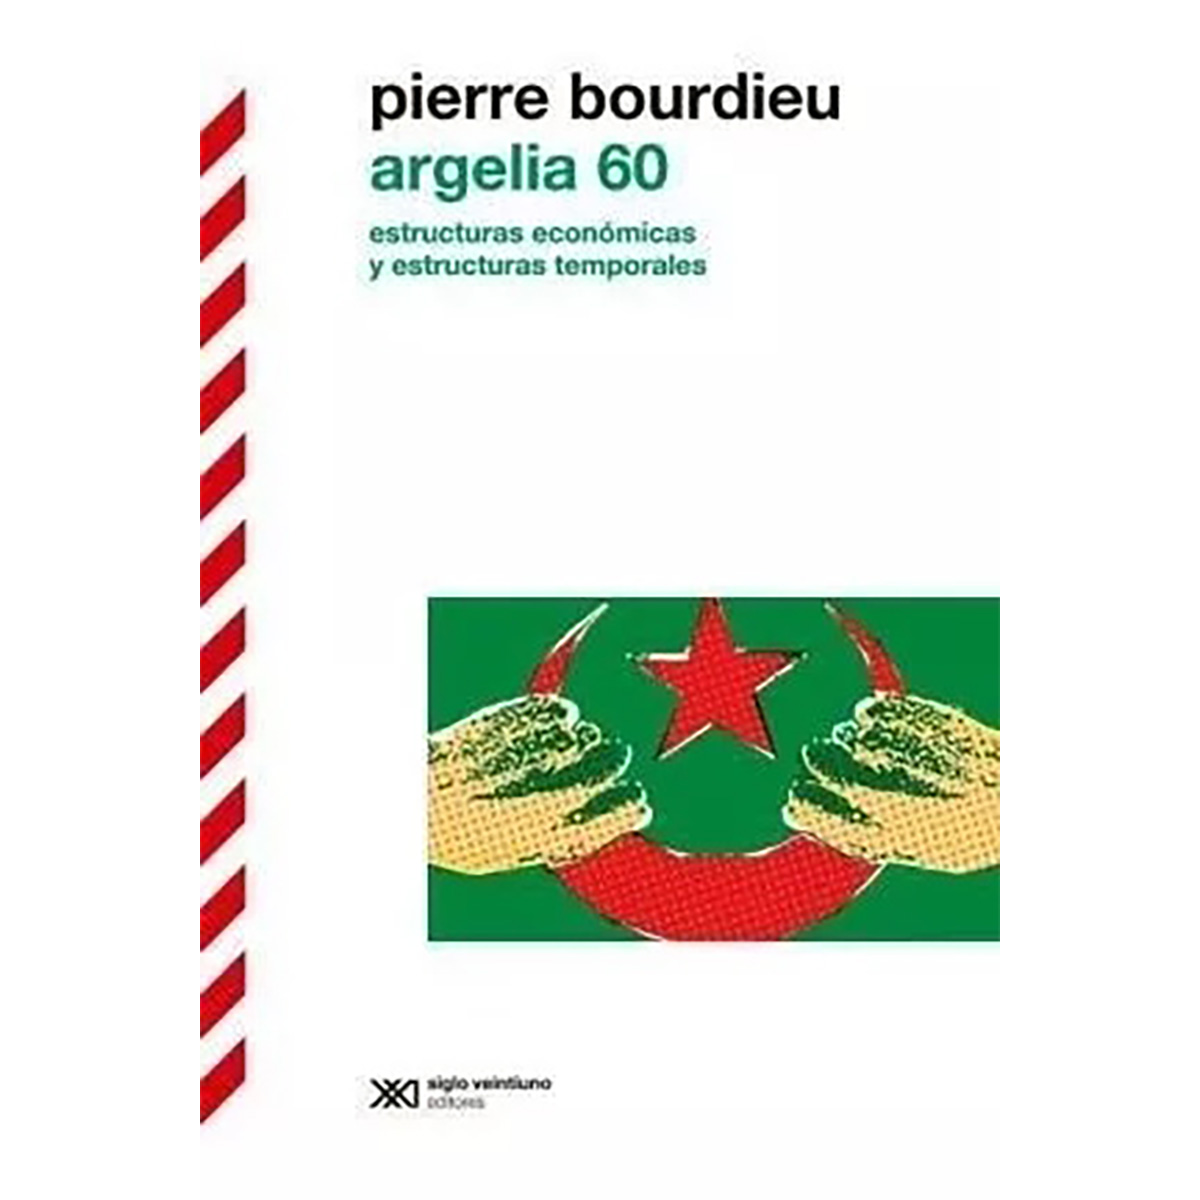 pierre bourdieu
argelia 60
estructuras económicas
y estructuras temporales
siglo veintiuno
editores